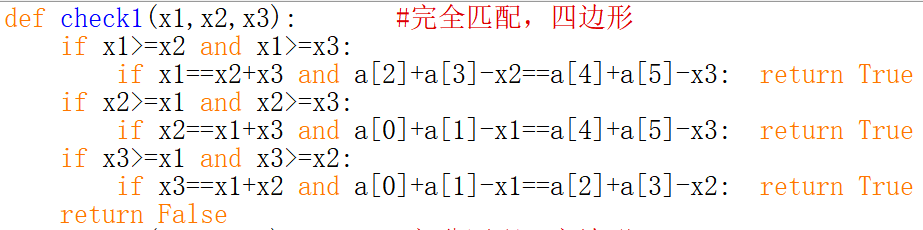 def check1(x1,x2,x3):       #完全匹配，四边形
    if x1>=x2 and x1>=x3:
        if x1==x2+x3 and a[2]+a[3]-x2==a[4]+a[5]-x3:  return True
    if x2>=x1 and x2>=x3:
        if x2==x1+x3 and a[0]+a[1]-x1==a[4]+a[5]-x3:  return True
    if x3>=x1 and x3>=x2:
        if x3==x1+x2 and a[0]+a[1]-x1==a[2]+a[3]-x2:  return True
    return False